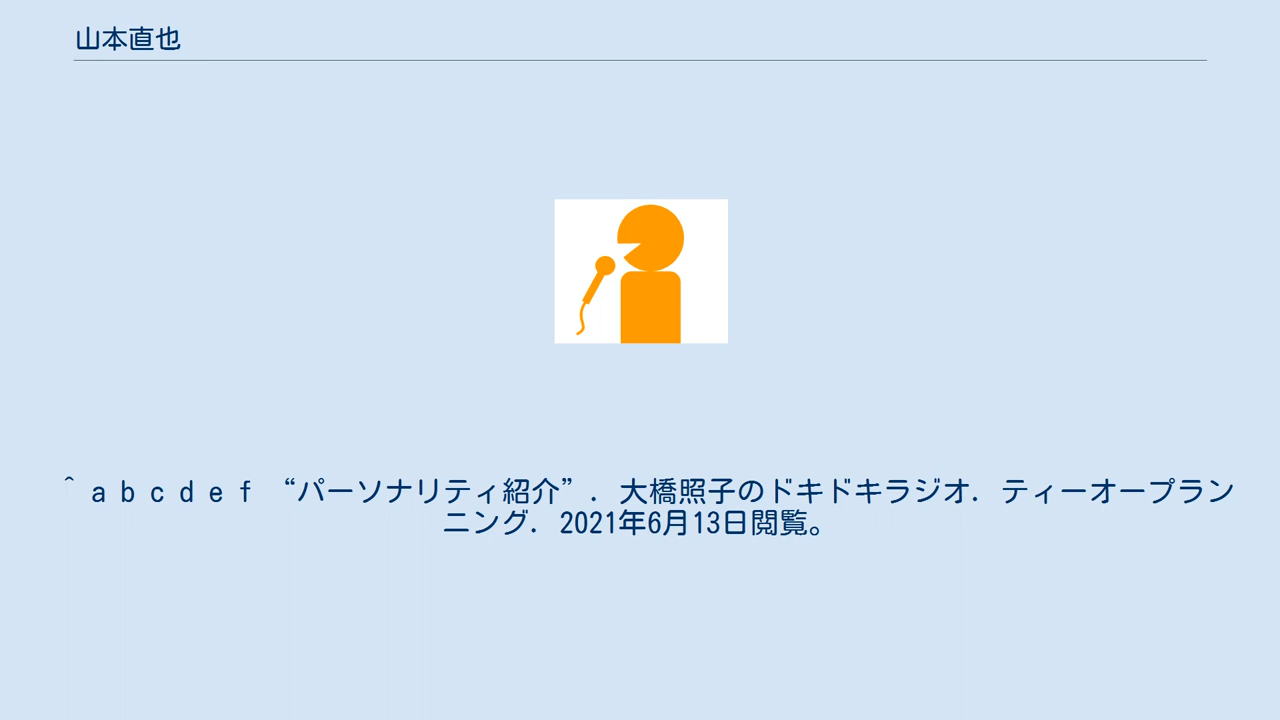 山本直也
^ a b c d e f “パーソナリティ紹介”. 大橋照子のドキドキラジオ. ティーオープラン
ニング. 2021年6月13日閲覧。